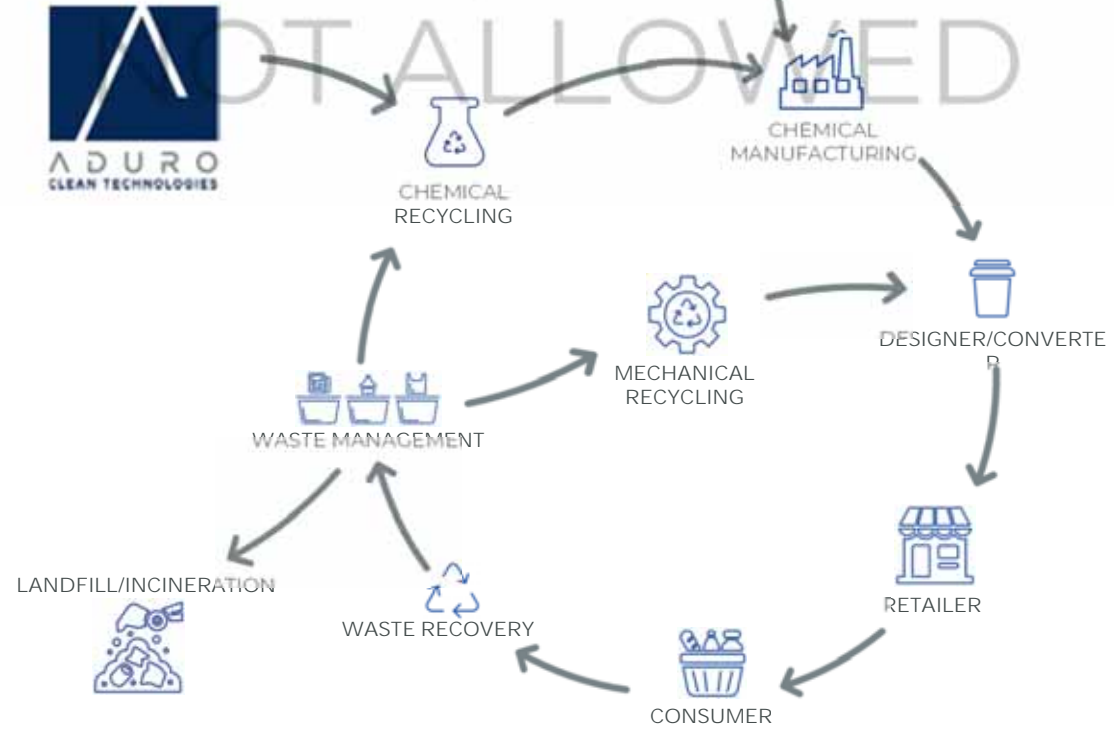 NOT ALLOWED
ADURO
CLEAN TECHNOLOGIES
CHEMICAL
RECYCLING
CHEMICAL
MANUFACTURING
MECHANICAL
RECYCLING
DESIGNER/CONVERTE
R
WASTE MANAGEMENT
LANDFILL/INCINERATION
WASTE RECOVERY
RETAILER
CONSUMER